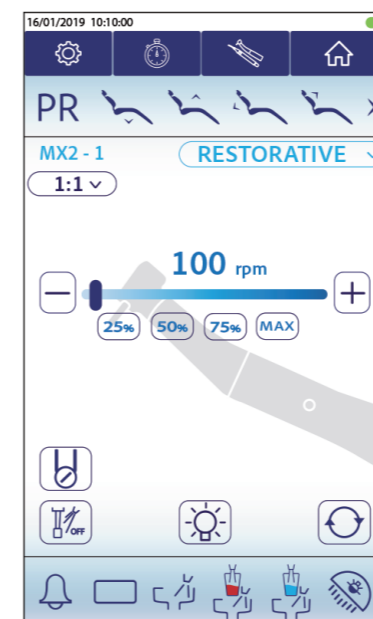 16/01/2019 10:10:00
PR
MX2 - 1 RESTORATIVE
1:1
100 rpm
25% 50% 75% MAX
OFF